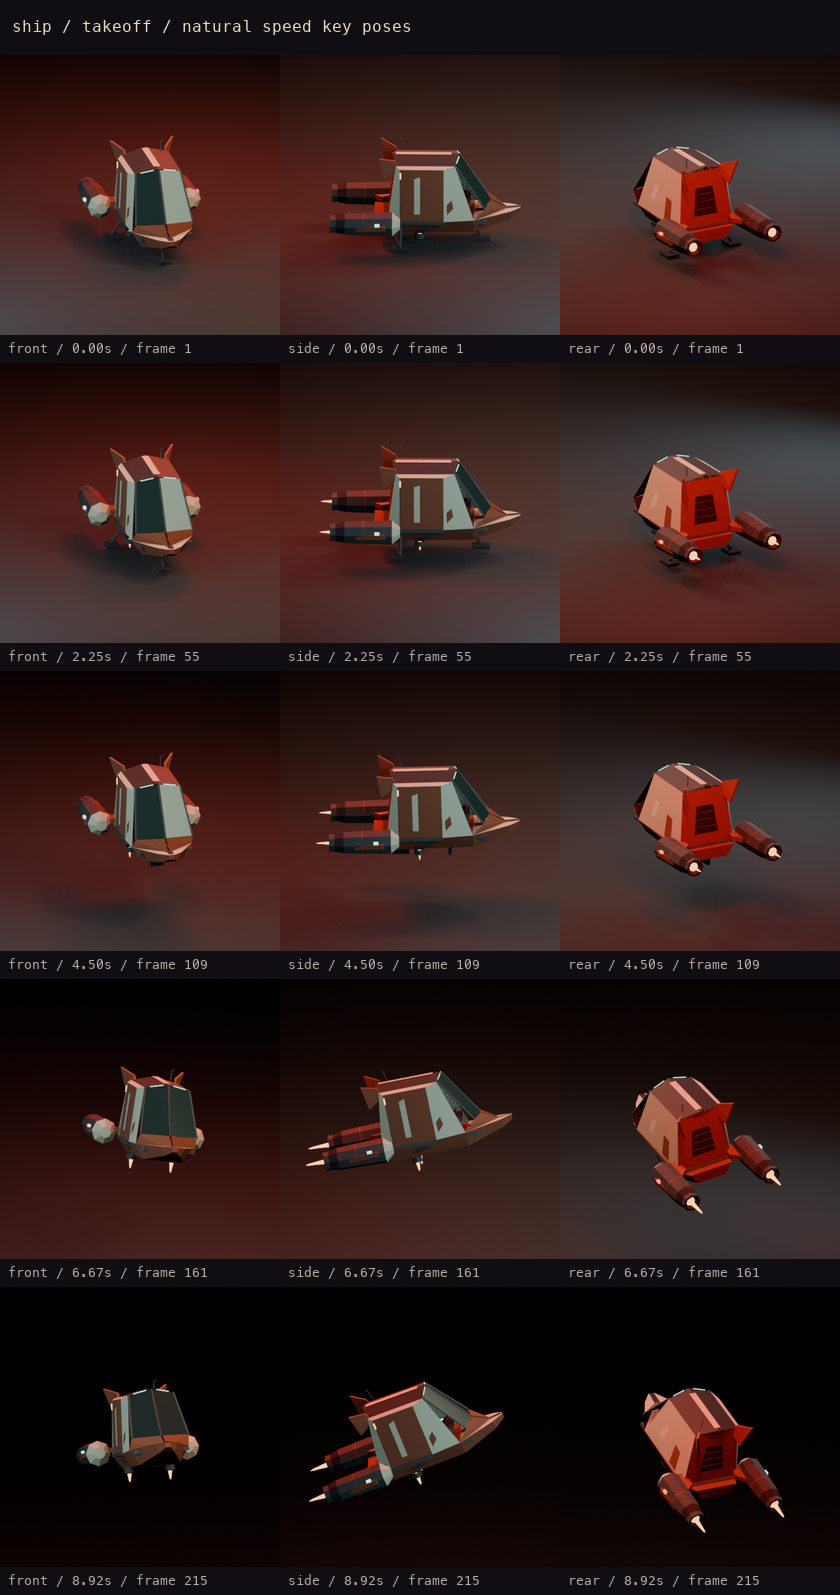 ship / takeoff / natural speed key poses
front / 0.00s / frame 1
side / 0.00s / frame 1
rear / 0.00s / frame 1
front / 2.25s / frame 55
side / 2.25s / frame 55
rear / 2.25s / frame 55
front / 4.50s / frame 109
side / 4.50s / frame 109
rear / 4.50s / frame 109
front / 6.67s / frame 161
side / 6.67s / frame 161
rear / 6.67s / frame 161
front / 8.92s / frame 215
side / 8.92s / frame 215
rear / 8.92s / frame 215